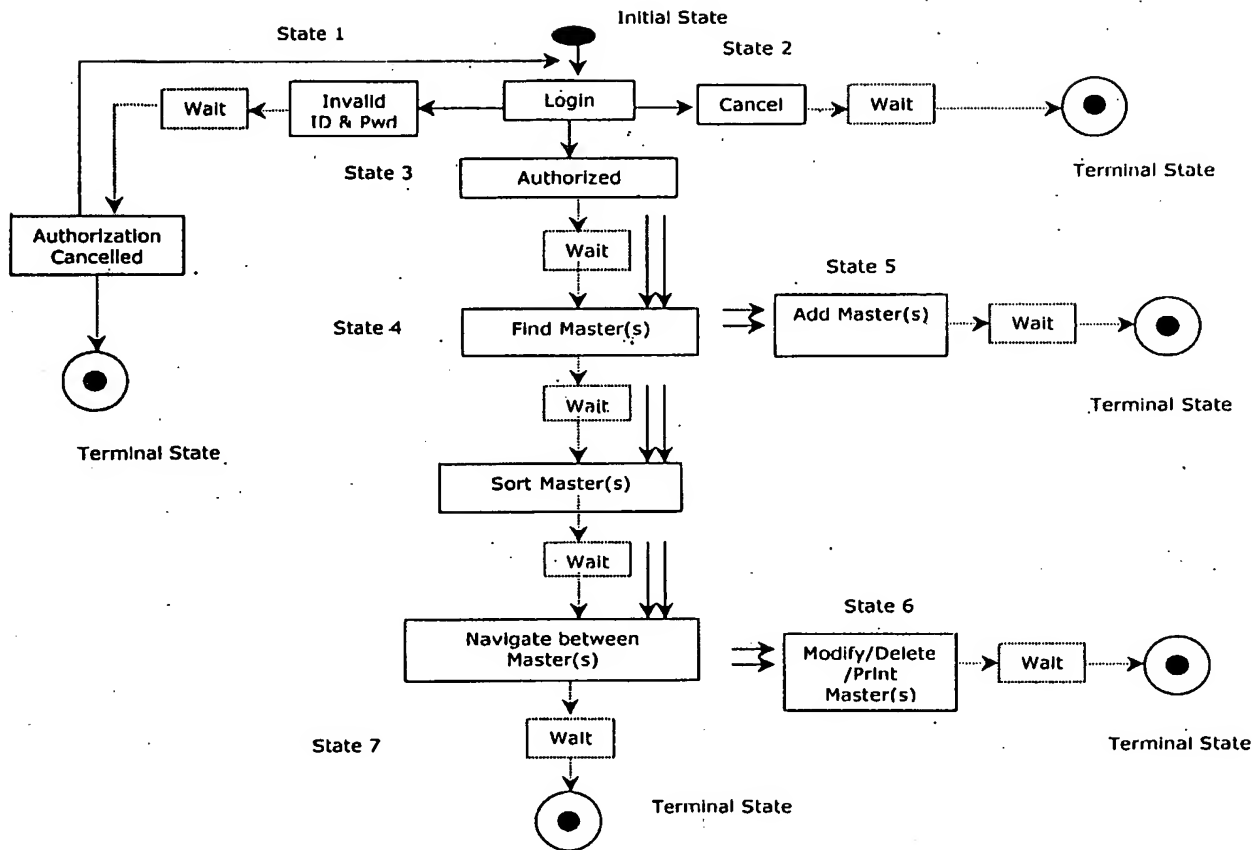 Initial State
State 1
State 2
Wait
Invalid
ID & Pwd
Login
Cancel
Wait
Terminal State
State 3
Authorized
Authorization
Cancelled
Wait
State 5
State 4
Find Master(s)
Add Master(s)
Wait
Wait
Terminal State
Terminal State
Sort Master(s)
Wait
State 6
Navigate between
Master(s)
Modify/Delete
/Print
Master(s)
Wait
State 7
Wait
Terminal State
Terminal State